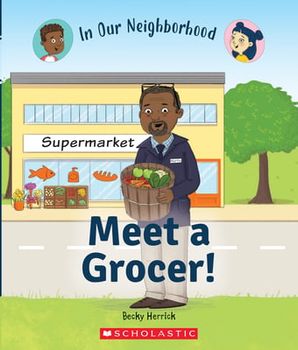 In Our Neighborhood
Supermarket
Meet a
Grocer!
Becky Herrick
SCHOLASTIC